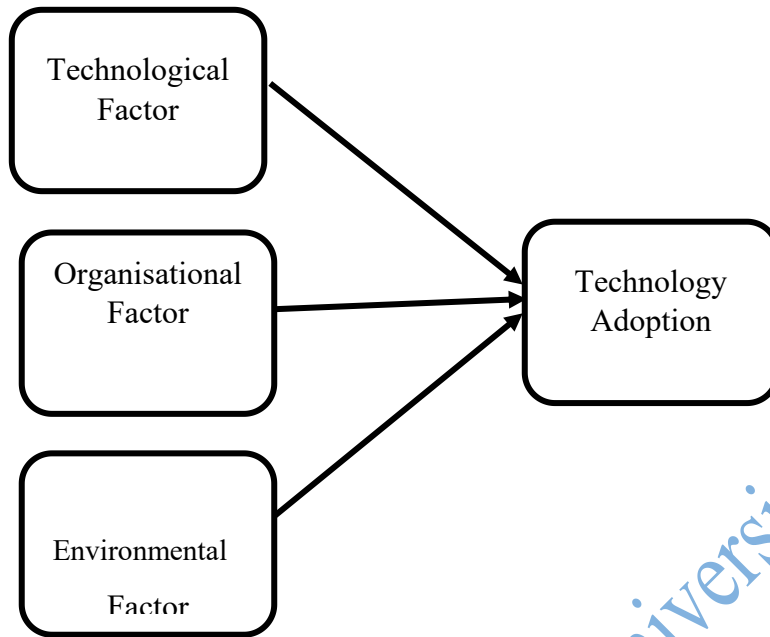 Technological
Factor
Organisational
Factor
Technology
Adoption
Environmental
Factor